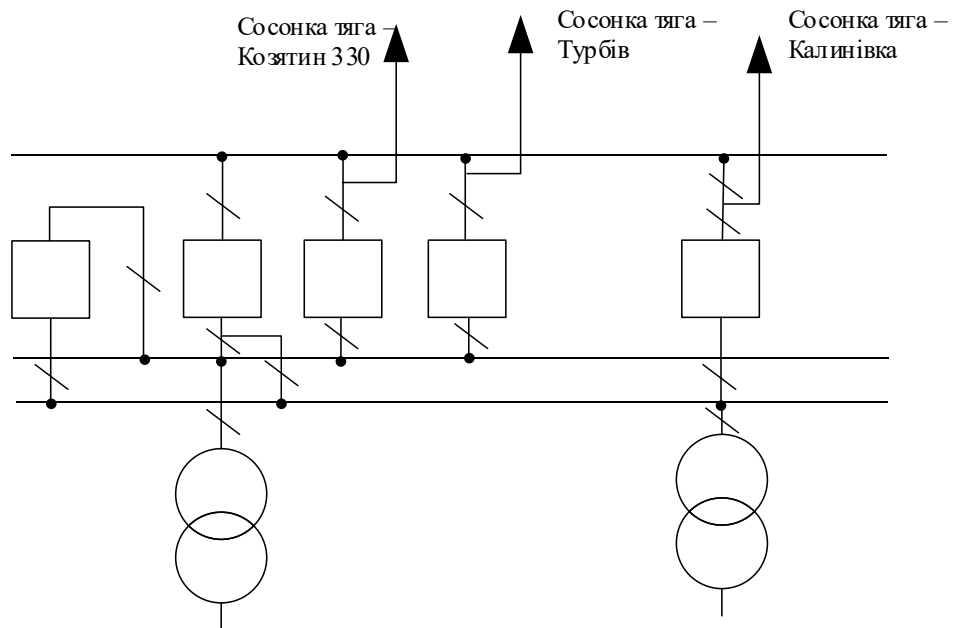 Сосонка тяга –
Козятин 330
Сосонка тяга –
Турбів
Сосонка тяга –
Калинівка